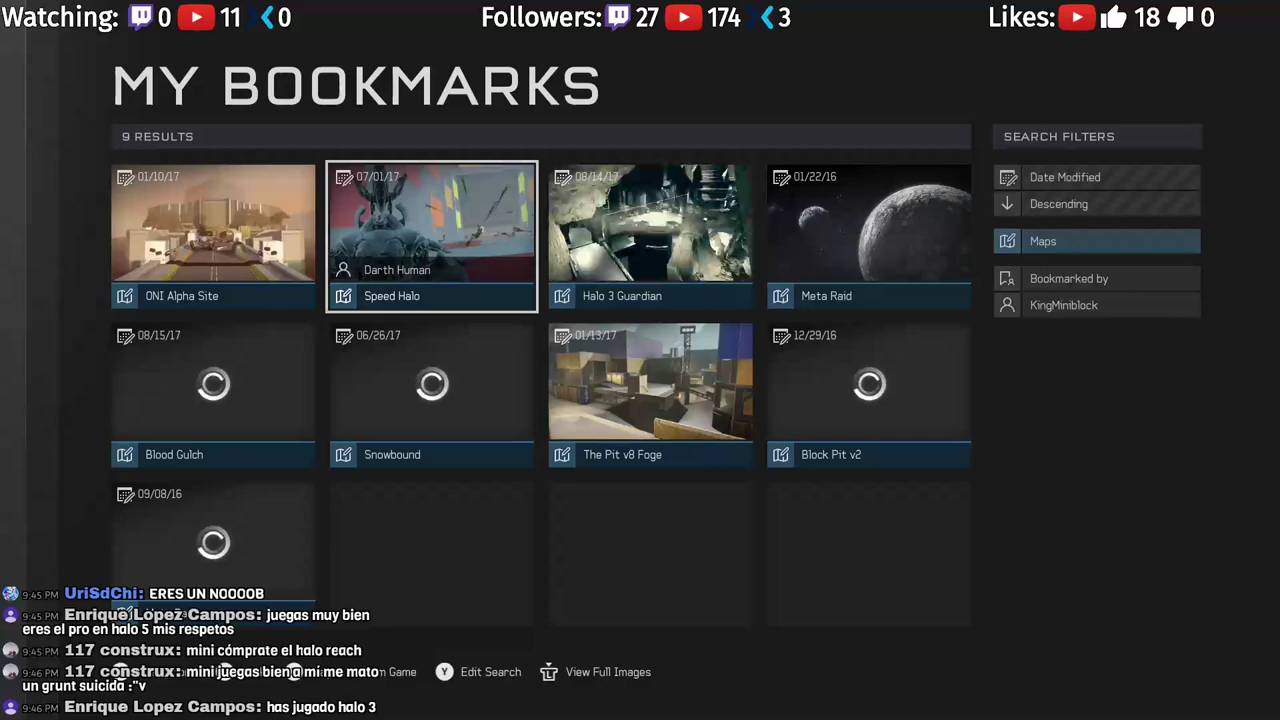 Watching: 0 11 0 Followers: 27 174 3 Likes: 18 0
MY BOOKMARKS
9 RESULTS
SEARCH FILTERS
01/10/17
07/01/17
08/14/17
01/22/16
Date Modified
Descending
Maps
Darth Human
Bookmarked by
ONI Alpha Site
Speed Halo
Halo 3 Guardian
Meta Raid
KingMiniblock
08/15/17
06/26/17
01/13/17
12/29/16
Blood Gulch
Snowbound
The Pit v8 Foge
Block Pit v2
09/08/16
9:45 PM UriSdChi: ERES UN NOOOOB
9:45 PM Enrique Lopez Campos: juegas muy bien
eres el pro en halo 5 mis respetos
9:45 PM 117 construx: mini cómprate el halo reach
9:46 PM 117 construx: mini juegas bien a mí me mato
un grunt suicida :"v
Game
Y Edit Search
View Full Images
9:46 PM Enrique Lopez Campos: has jugado halo 3